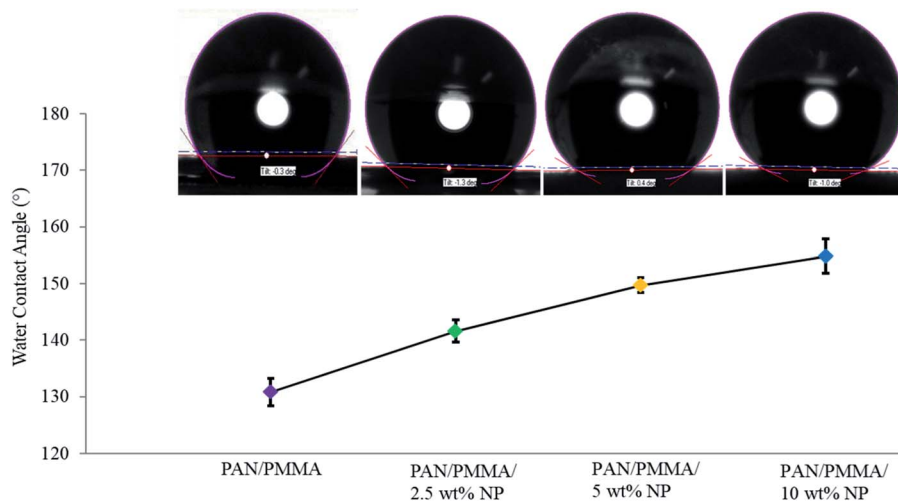 Tilt: -0.3 deg
Tilt: -1.3 deg
Tilt: 0.4 deg
Tilt: -1.0 deg
Water Contact Angle (°)
180
170
160
150
140
130
120
PAN/PMMA
PAN/PMMA/
2.5 wt% NP
PAN/PMMA/
5 wt% NP
PAN/PMMA/
10 wt% NP